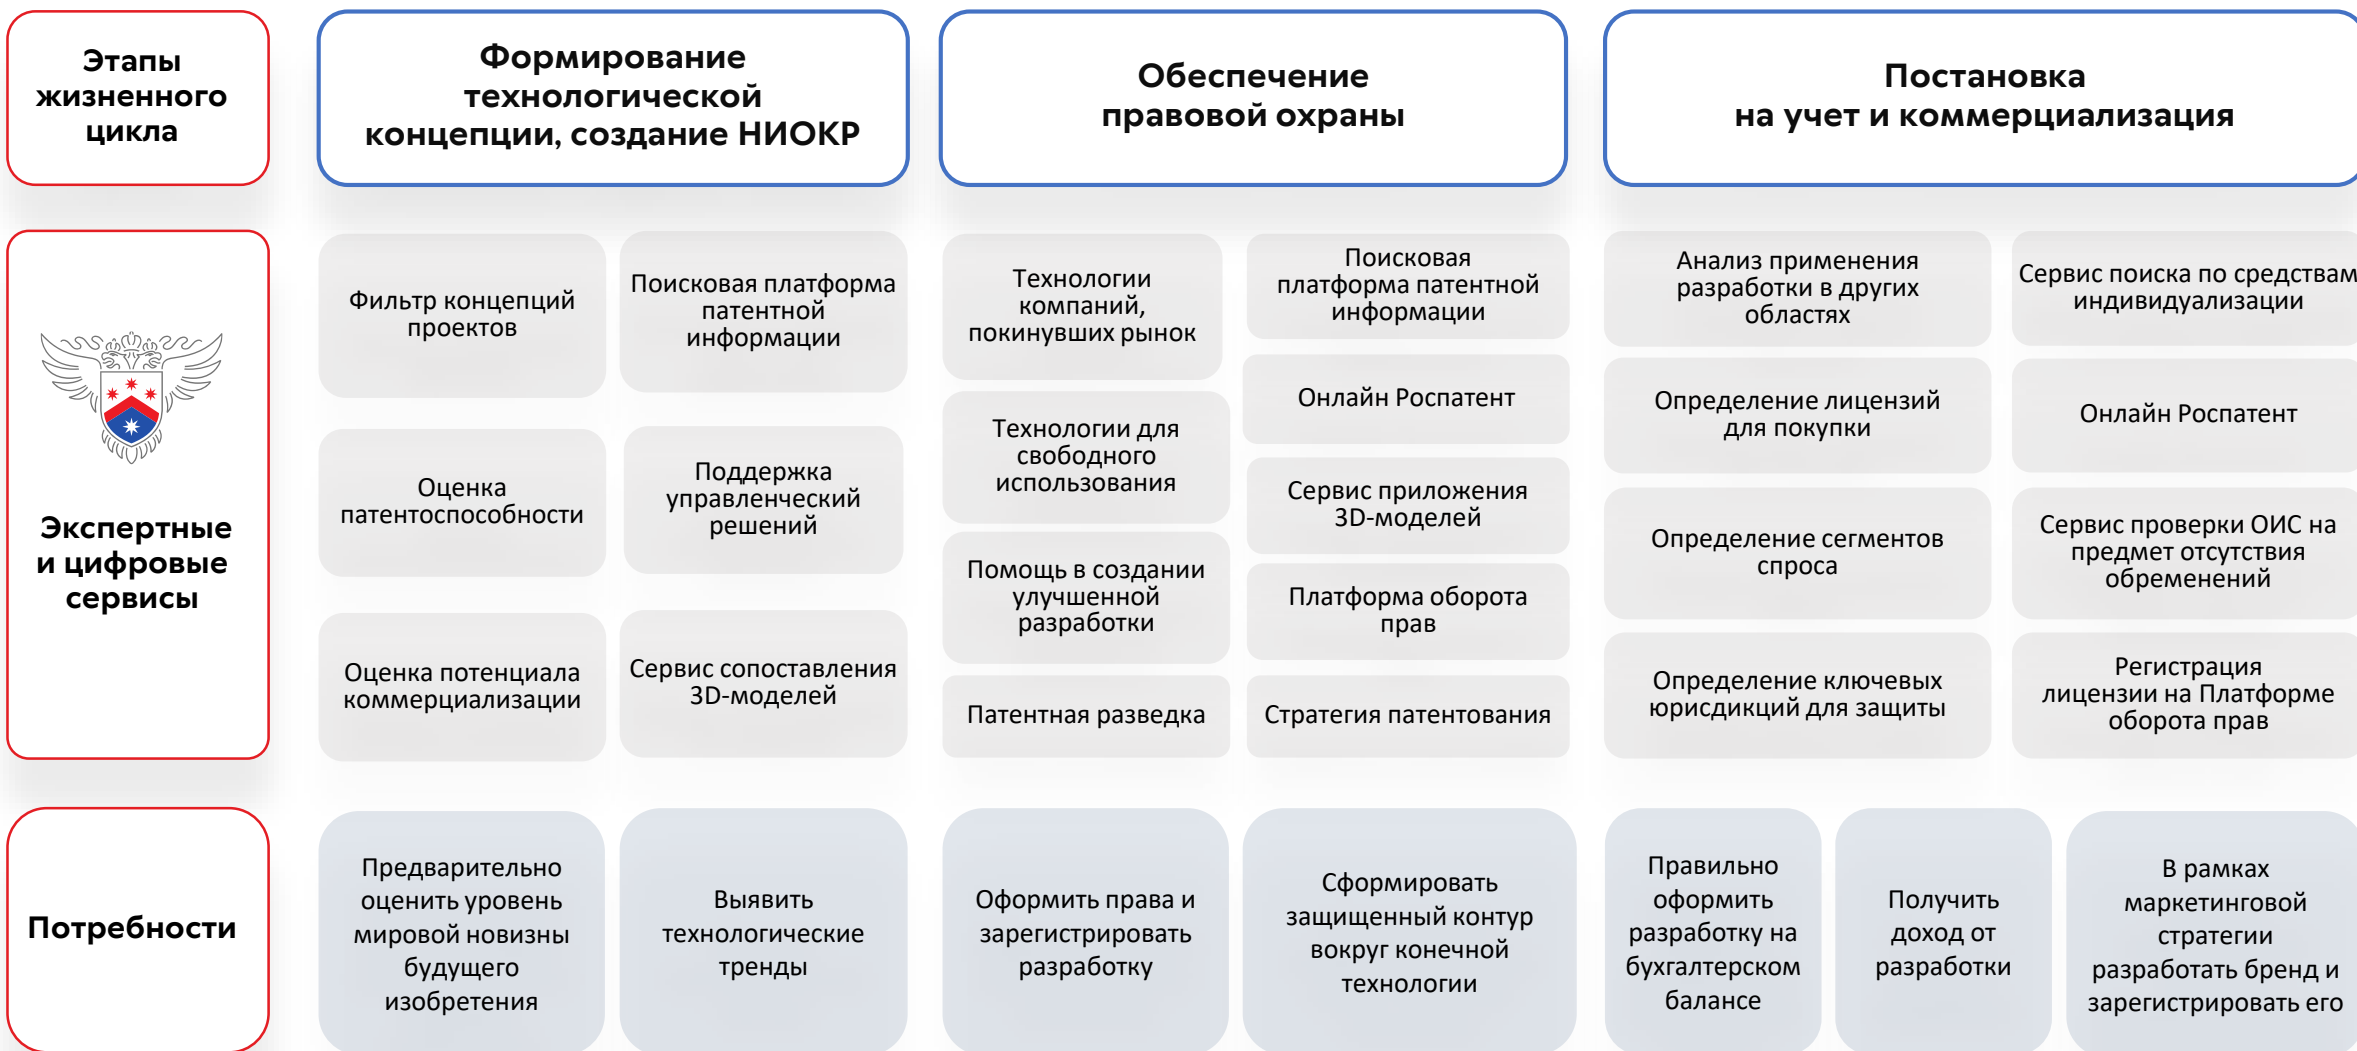 Этапы
жизненного
цикла
Формирование
технологической
концепции, создание НИОКР
Обеспечение
правовой охраны
Постановка
на учет и коммерциализация
Экспертные
и цифровые
сервисы
Фильтр концепций
проектов
Поисковая платформа
патентной
информации
Оценка
патентоспособности
Поддержка
управленческий
решений
Оценка потенциала
коммерциализации
Сервис сопоставления
3D-моделей
Технологии
компаний,
покинувших рынок
Поисковая
платформа патентной
информации
Технологии для
свободного
использования
Онлайн Роспатент
Сервис приложения
3D-моделей
Помощь в создании
улучшенной
разработки
Платформа оборота
прав
Патентная разведка
Стратегия патентования
Анализ применения
разработки в других
областях
Сервис поиска по средствам
индивидуализации
Определение лицензий
для покупки
Онлайн Роспатент
Определение сегментов
спроса
Сервис проверки ОИС на
предмет отсутствия
обременений
Определение ключевых
юрисдикций для защиты
Регистрация
лицензии на Платформе
оборота прав
Потребности
Предварительно
оценить уровень
мировой новизны
будущего
изобретения
Выявить
технологические
тренды
Оформить права и
зарегистрировать
разработку
Сформировать
защищенный контур
вокруг конечной
технологии
Правильно
оформить
разработку на
бухгалтерском
балансе
Получить
доход от
разработки
В рамках
маркетинговой
стратегии
разработать бренд и
зарегистрировать его